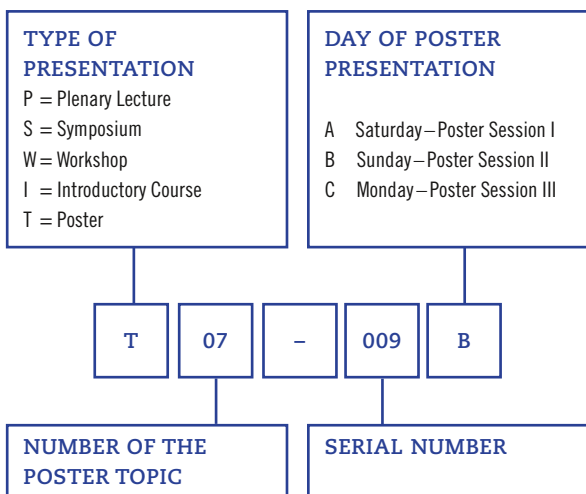 TYPE OF
PRESENTATION
P = Plenary Lecture
S = Symposium
W = Workshop
I = Introductory Course
T = Poster
DAY OF POSTER
PRESENTATION
A Saturday–Poster Session I
B Sunday–Poster Session II
C Monday–Poster Session III
T 07 – 009 B
NUMBER OF THE
POSTER TOPIC
SERIAL NUMBER